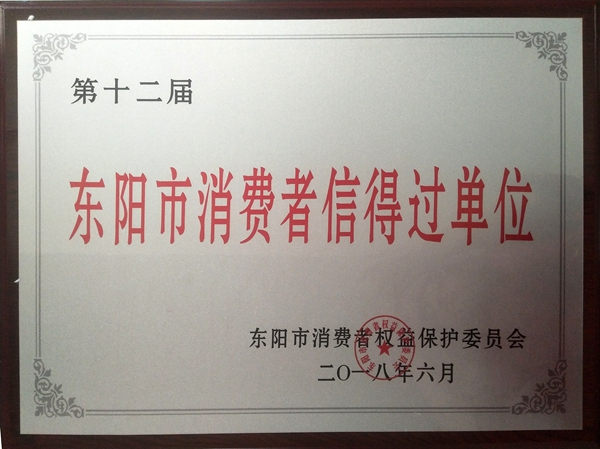 第十二届
东阳市消费者信得过单位
东阳市消费者权益保护委员会
二〇一八年六月